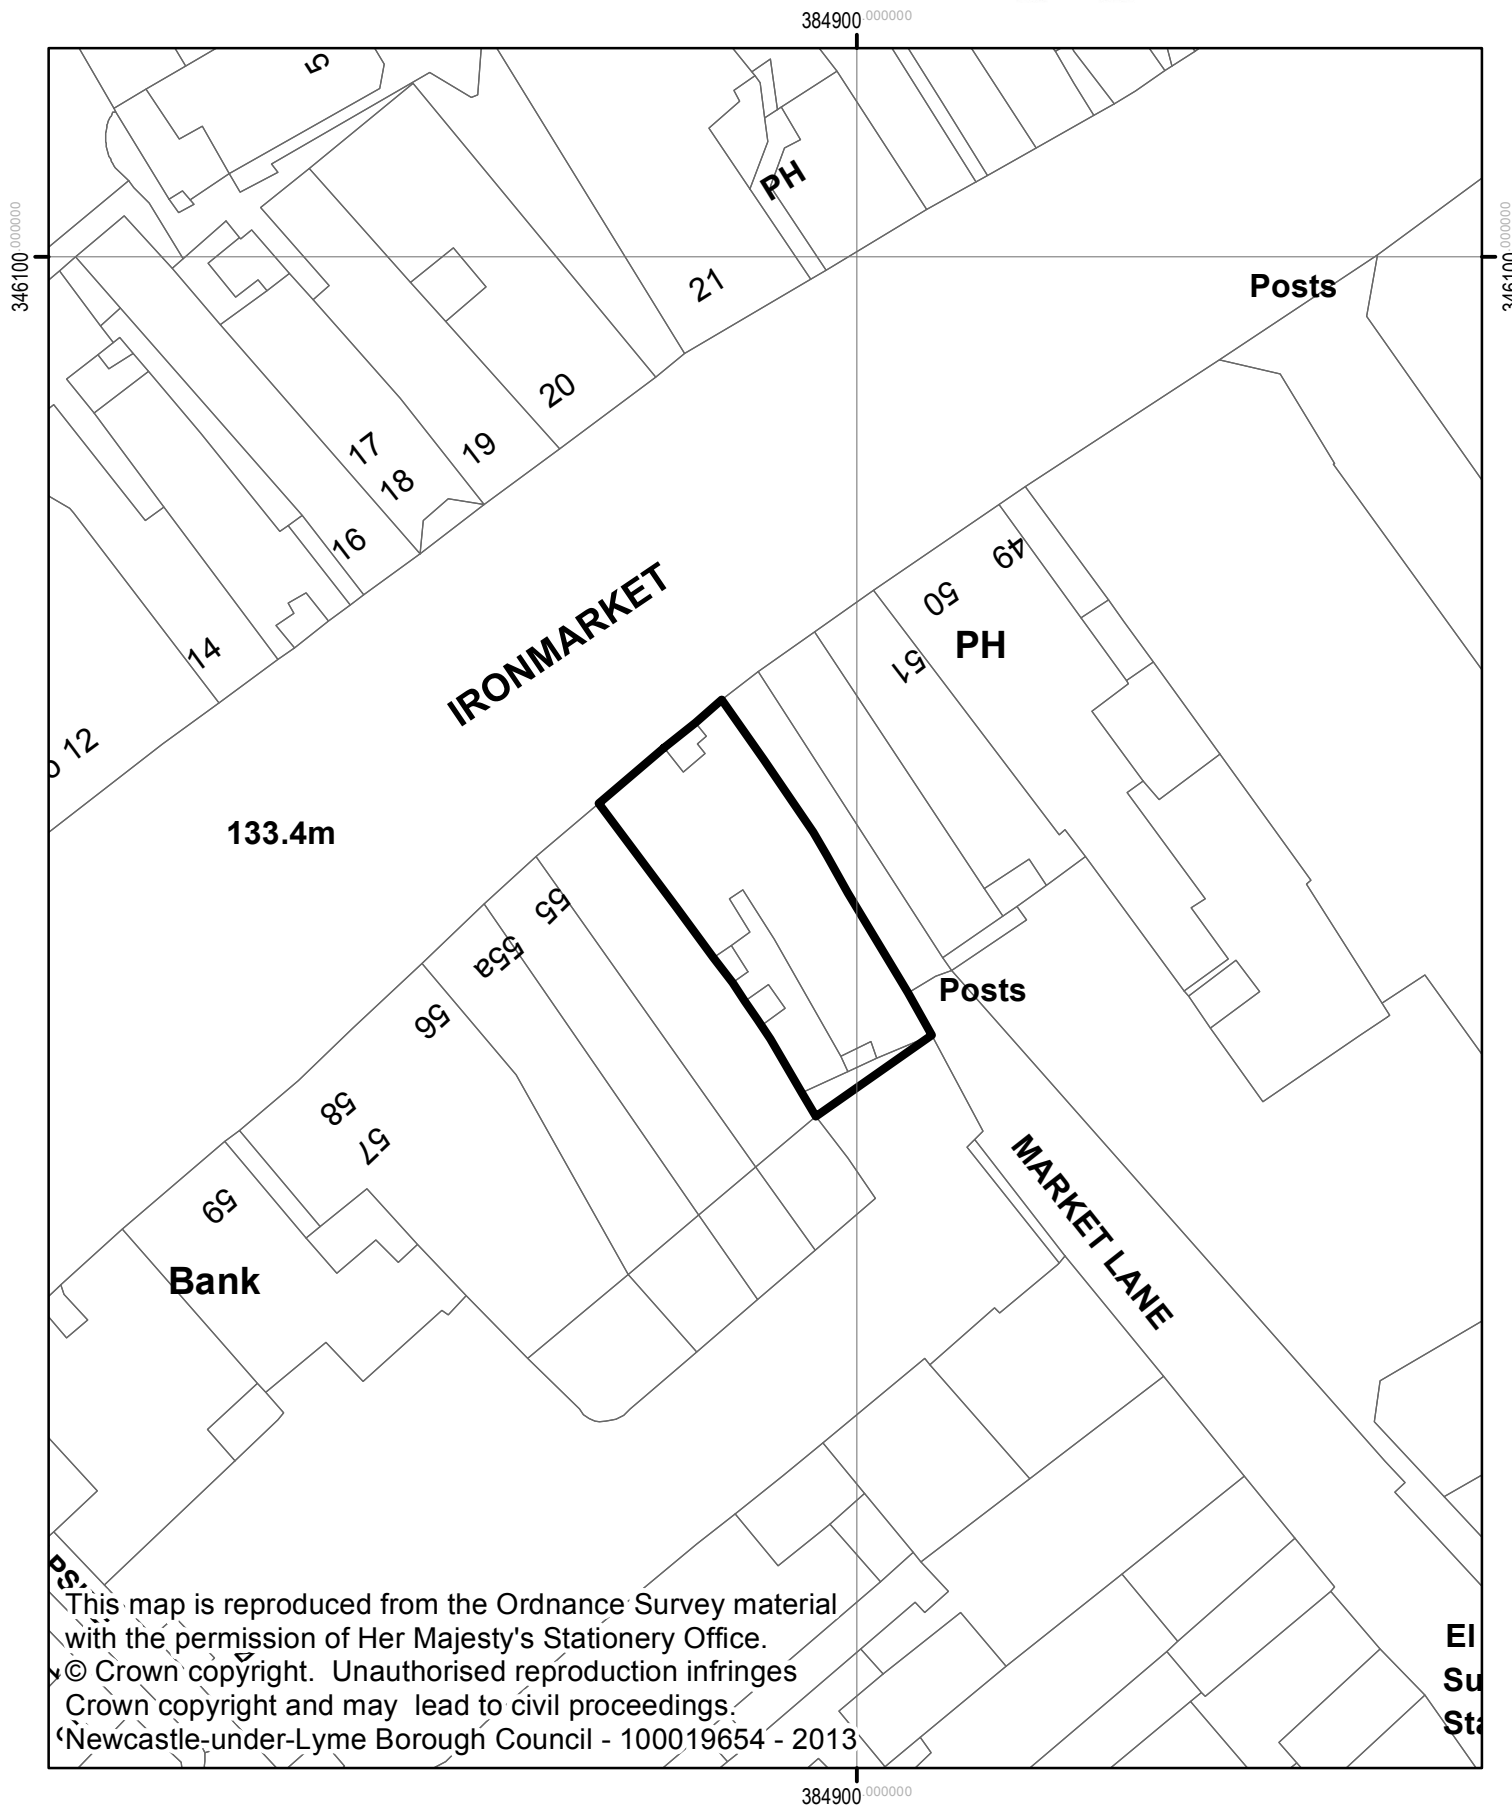 384900.000000
5
PH
346100.000000
346100.000000
Posts
21
20
19
17
18
16
14
12
IRONMARKET
49
50
PH
51
133.4m
55
55a
56
Posts
58
57
59
Bank
MARKET LANE
This map is reproduced from the Ordnance Survey material
with the permission of Her Majesty's Stationery Office.
© Crown copyright. Unauthorised reproduction infringes
Crown copyright and may lead to civil proceedings.
Newcastle-under-Lyme Borough Council - 100019654 - 2013
El
Su
Sta
384900.000000